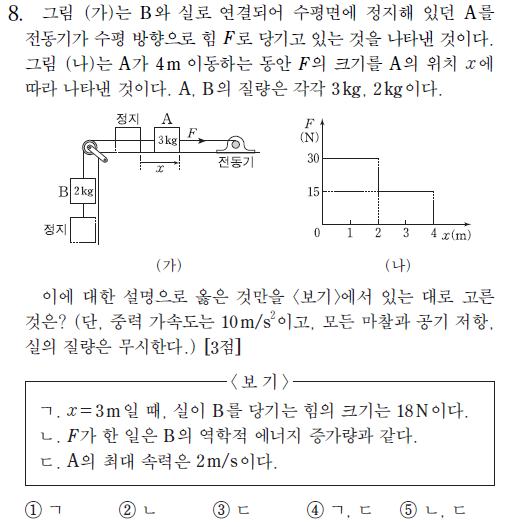 8. 그림 (가)는 B와 실로 연결되어 수평면에 정지해 있던 A를
전동기가 수평 방향으로 힘 F로 당기고 있는 것을 나타낸 것이다.
그림 (나)는 A가 4m 이동하는 동안 F의 크기를 A의 위치 x에
따라 나타낸 것이다. A, B의 질량은 각각 3kg, 2kg이다.
정지 A
3kg F
x 전동기
B 2kg
정지
(가)
F
(N)
30
15
0 1 2 3 4 x(m)
(나)
이에 대한 설명으로 옳은 것만을 <보기>에서 있는 대로 고른
것은? (단, 중력 가속도는 10m/s²이고, 모든 마찰과 공기 저항,
실의 질량은 무시한다.) [3점]
<보 기>
ㄱ. x=3m일 때, 실이 B를 당기는 힘의 크기는 18N이다.
ㄴ. F가 한 일은 B의 역학적 에너지 증가량과 같다.
ㄷ. A의 최대 속력은 2m/s이다.
① ㄱ ② ㄴ ③ ㄷ ④ ㄱ, ㄷ ⑤ ㄴ, ㄷ